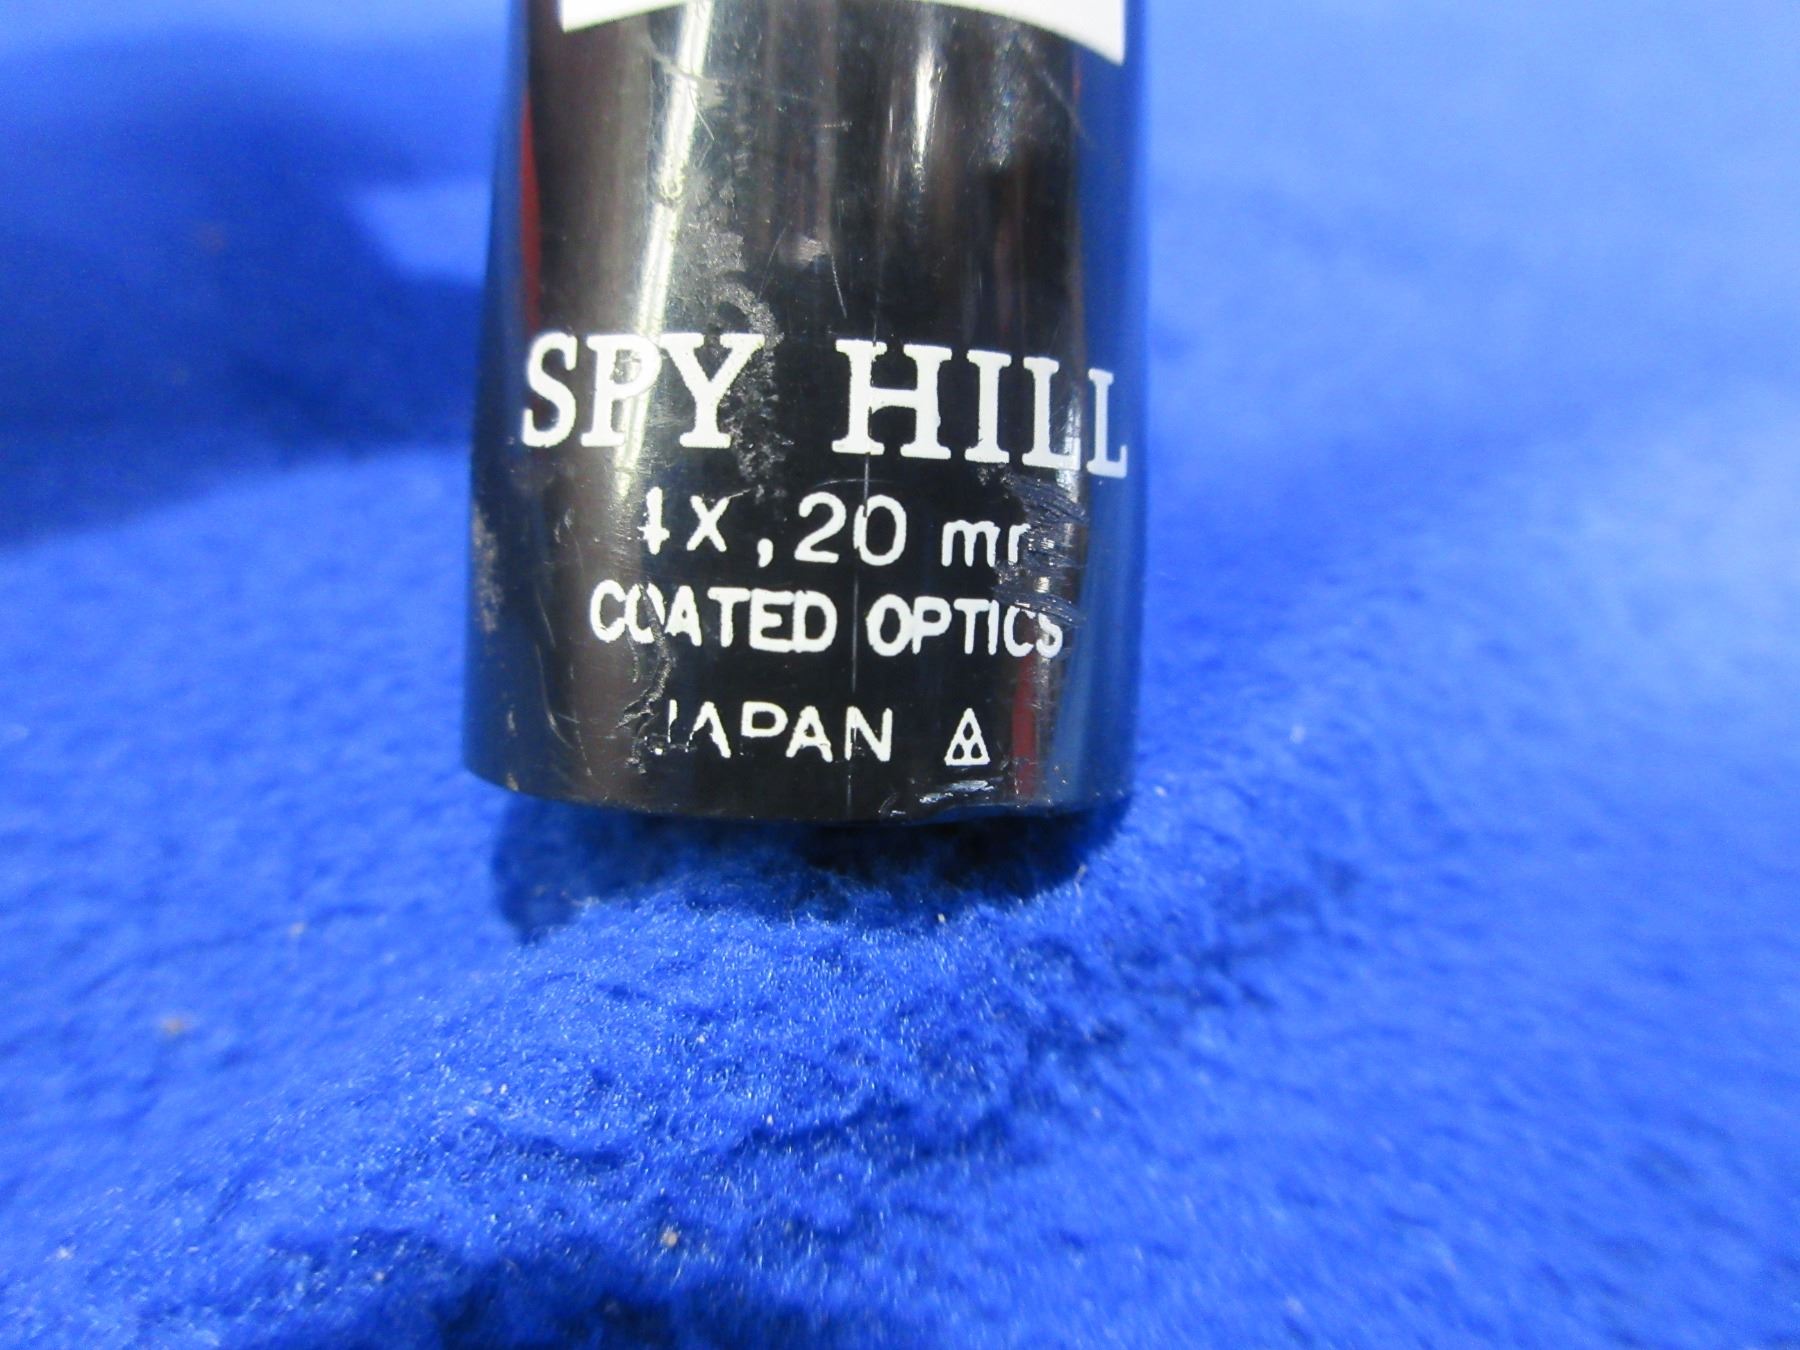 SPY HILL
4x, 20 mm
COATED OPTICS
JAPAN